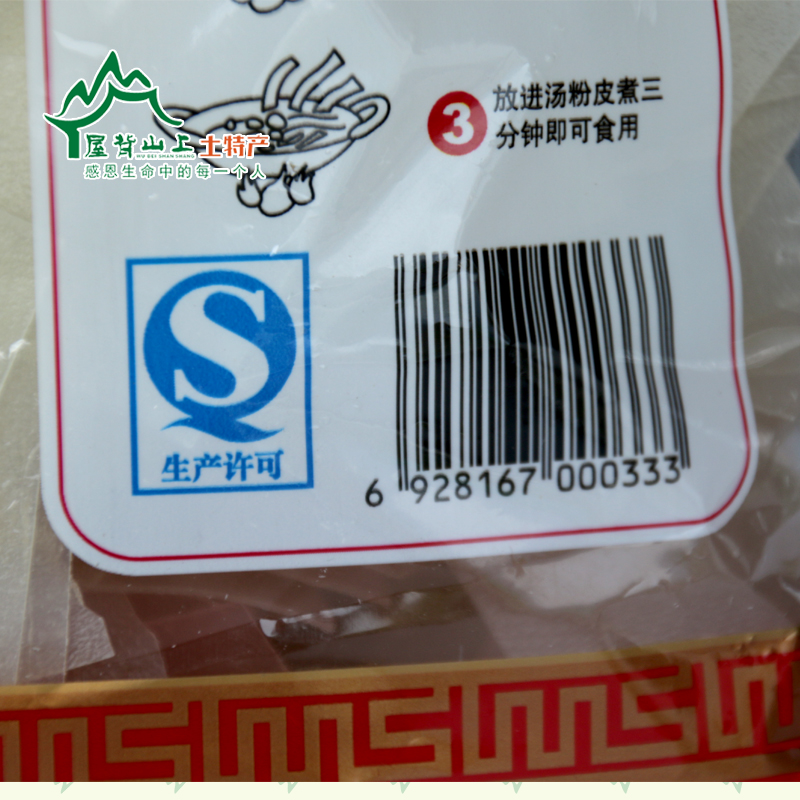 3
放进汤粉皮煮三
分钟即可食用
屋背山上土特产
WU BEI SHAN SHANG
感恩生命中的每一个人
S
生产许可
6 928167 000333